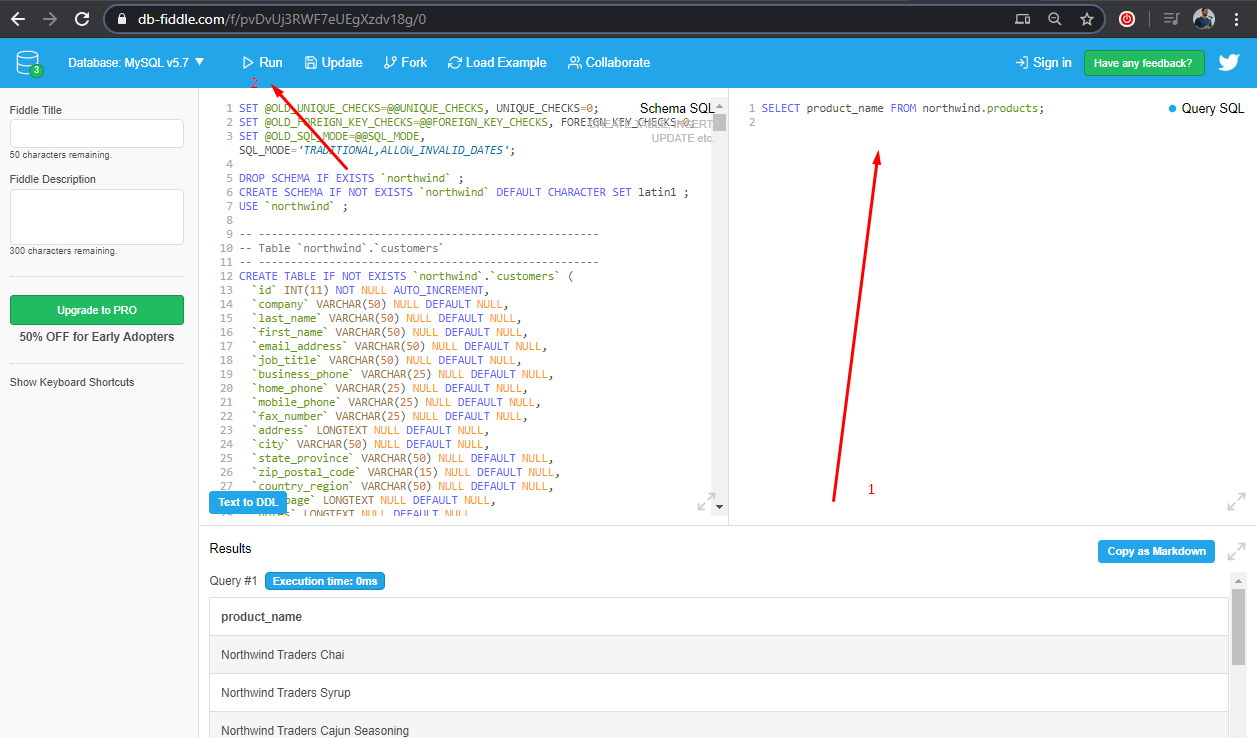 db-fiddle.com/f/pvDvUj3RWF7eUEgXzdv18g/0
3
Database: MySQL v5.7 ▼
Run
Update
Fork
Load Example
Collaborate
Sign in
Have any feedback?
2
Fiddle Title
50 characters remaining.
Fiddle Description
300 characters remaining.
Upgrade to PRO
50% OFF for Early Adopters
Show Keyboard Shortcuts
Schema SQL
CREATE TABLE, INSERT,
UPDATE etc.
1 SET @OLD_UNIQUE_CHECKS=@@UNIQUE_CHECKS, UNIQUE_CHECKS=0;
2 SET @OLD_FOREIGN_KEY_CHECKS=@@FOREIGN_KEY_CHECKS, FOREIGN_KEY_CHECKS=0;
3 SET @OLD_SQL_MODE=@@SQL_MODE,
SQL_MODE='TRADITIONAL,ALLOW_INVALID_DATES';
4
5 DROP SCHEMA IF EXISTS `northwind` ;
6 CREATE SCHEMA IF NOT EXISTS `northwind` DEFAULT CHARACTER SET latin1 ;
7 USE `northwind` ;
8
9 -- -----------------------------------------------------
10 -- Table `northwind`.`customers`
11 -- -----------------------------------------------------
12 CREATE TABLE IF NOT EXISTS `northwind`.`customers` (
13 `id` INT(11) NOT NULL AUTO_INCREMENT,
14 `company` VARCHAR(50) NULL DEFAULT NULL,
15 `last_name` VARCHAR(50) NULL DEFAULT NULL,
16 `first_name` VARCHAR(50) NULL DEFAULT NULL,
17 `email_address` VARCHAR(50) NULL DEFAULT NULL,
18 `job_title` VARCHAR(50) NULL DEFAULT NULL,
19 `business_phone` VARCHAR(25) NULL DEFAULT NULL,
20 `home_phone` VARCHAR(25) NULL DEFAULT NULL,
21 `mobile_phone` VARCHAR(25) NULL DEFAULT NULL,
22 `fax_number` VARCHAR(25) NULL DEFAULT NULL,
23 `address` LONGTEXT NULL DEFAULT NULL,
24 `city` VARCHAR(50) NULL DEFAULT NULL,
25 `state_province` VARCHAR(50) NULL DEFAULT NULL,
26 `zip_postal_code` VARCHAR(15) NULL DEFAULT NULL,
27 `country_region` VARCHAR(50) NULL DEFAULT NULL,
page` LONGTEXT NULL DEFAULT NULL,
LONGTEXT NULL DEFAULT NULL
Text to DDL
1 SELECT product_name FROM northwind.products;
2
Query SQL
1
Results
Copy as Markdown
Query #1
Execution time: 0ms
product_name
Northwind Traders Chai
Northwind Traders Syrup
Northwind Traders Cajun Seasoning